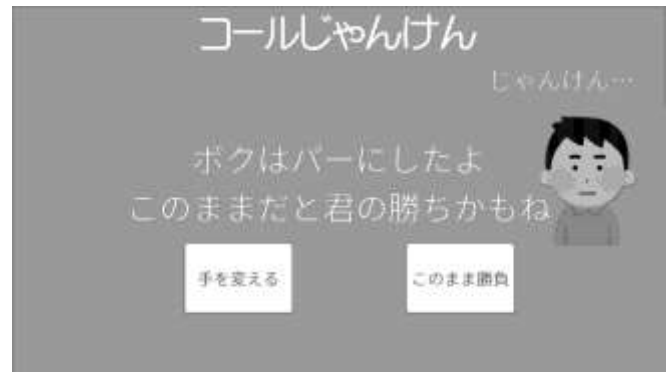 コールじゃんけん
じゃんけん…
ボクはパーにしたよ
このままだと君の勝ちかもね
手を変える
このまま勝負